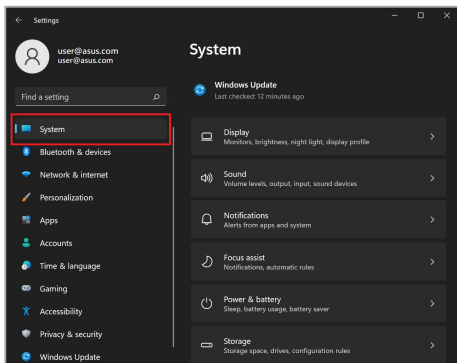 Settings
user@asus.com
user@asus.com
Find a setting
System
Bluetooth & devices
Network & internet
Personalization
Apps
Accounts
Time & language
Gaming
Accessibility
Privacy & security
Windows Update
System
Windows Update
Last checked: 12 minutes ago
Display
Monitors, brightness, night light, display profile
Sound
Volume levels, output, input, sound devices
Notifications
Alerts from apps and system
Focus assist
Notifications, automatic rules
Power & battery
Sleep, battery usage, battery saver
Storage
Storage space, drives, configuration rules